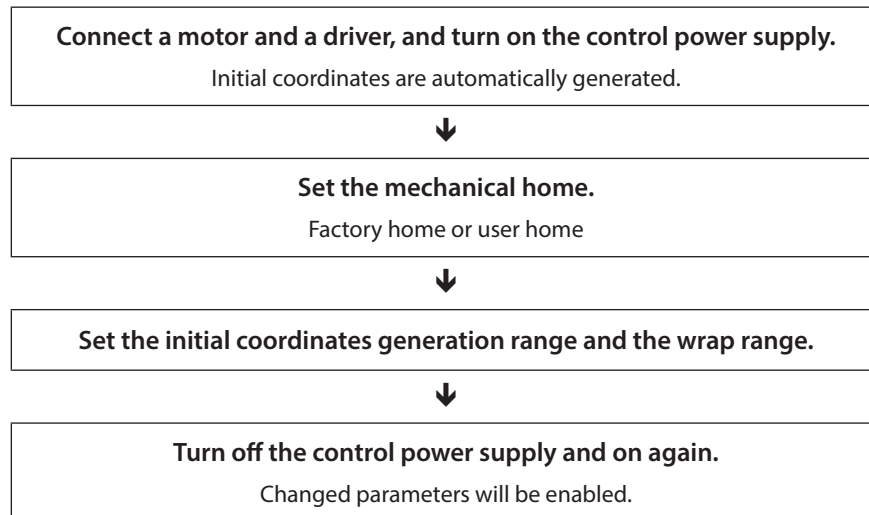 Connect a motor and a driver, and turn on the control power supply.
Initial coordinates are automatically generated.
Set the mechanical home.
Factory home or user home
Set the initial coordinates generation range and the wrap range.
Turn off the control power supply and on again.
Changed parameters will be enabled.